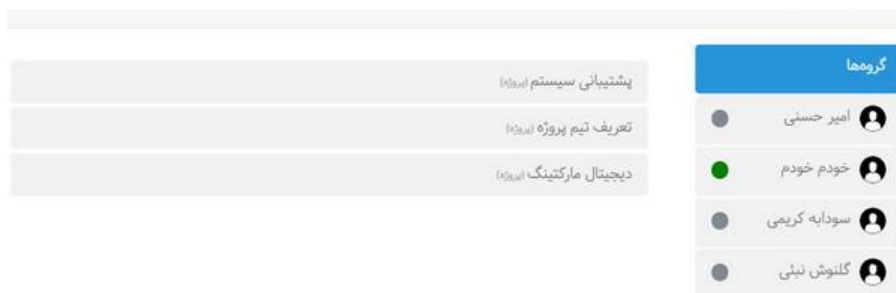 گروه‌ها
امیر حسنی
خودم خودم
سودابه کریمی
گلنوش نبئی
پشتیبانی سیستم (پروژه)
تعریف تیم پروژه (پروژه)
دیجیتال مارکتینگ (پروژه)